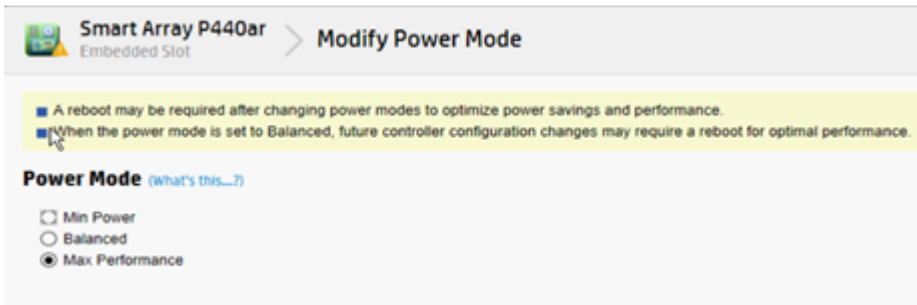 Smart Array P440ar
Embedded Slot
Modify Power Mode
A reboot may be required after changing power modes to optimize power savings and performance.
When the power mode is set to Balanced, future controller configuration changes may require a reboot for optimal performance.
Power Mode (What's this...?)
Min Power
Balanced
Max Performance